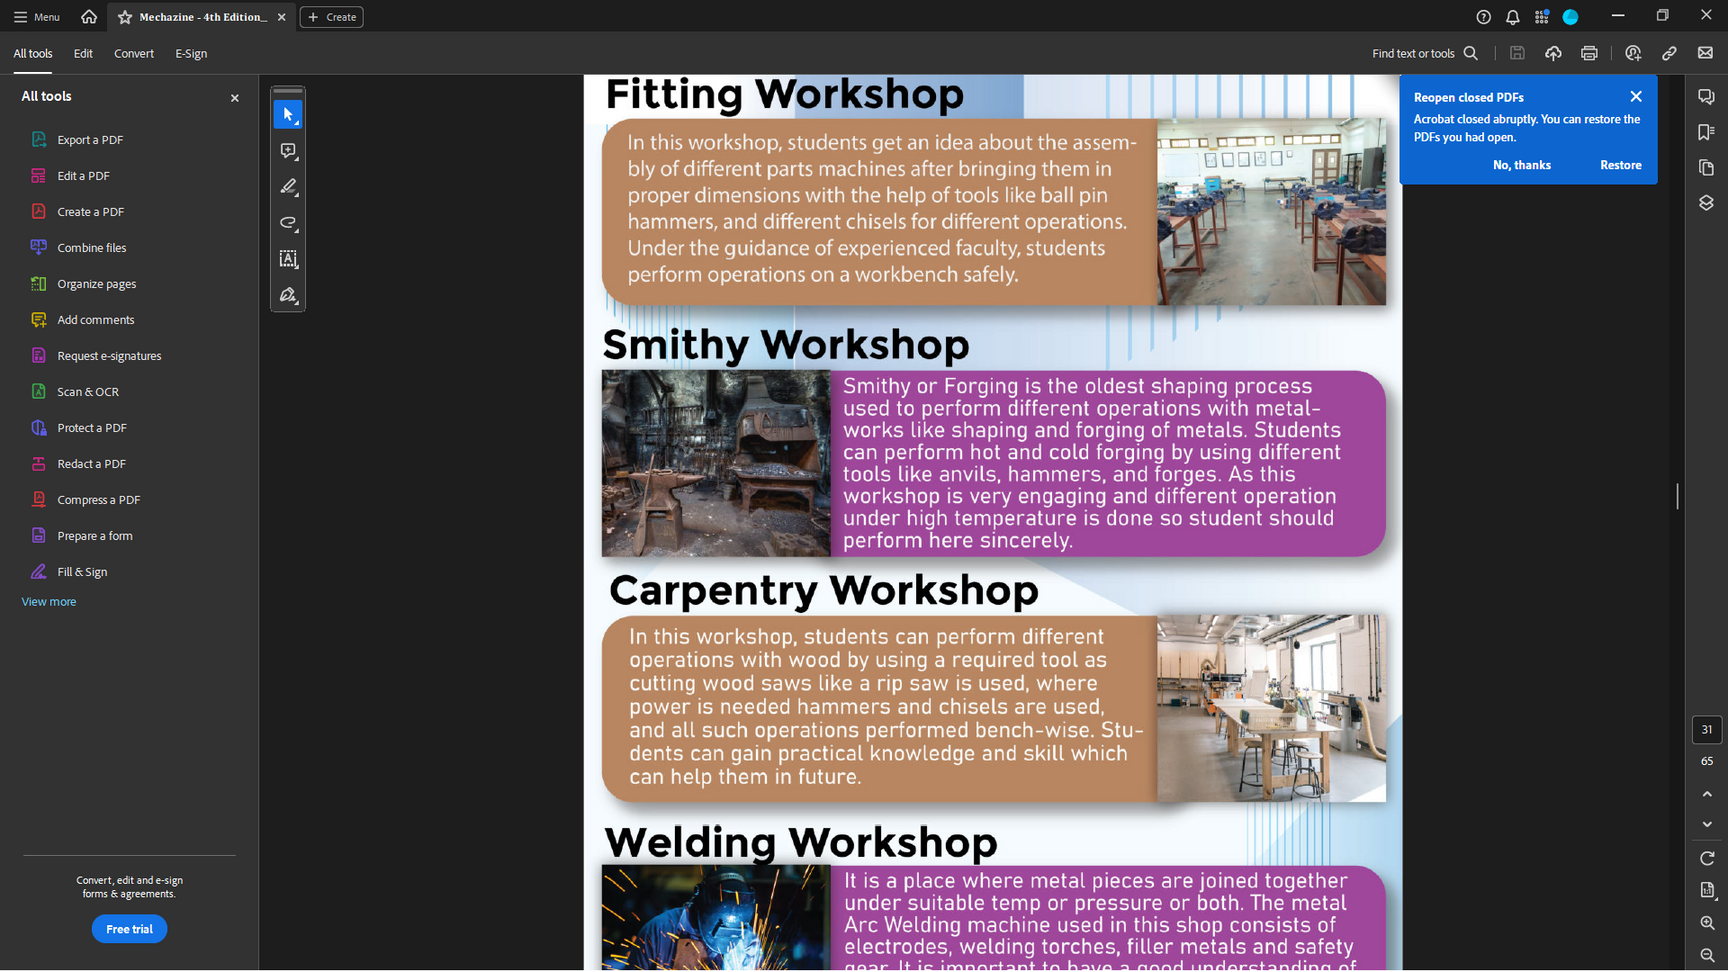 Menu
Mechazine - 4th Edition_
Create
All tools
Edit
Convert
E-Sign
Find text or tools
All tools
Export a PDF
Edit a PDF
Create a PDF
Combine files
Organize pages
Add comments
Request e-signatures
Scan & OCR
Protect a PDF
Redact a PDF
Compress a PDF
Prepare a form
Fill & Sign
View more
Convert, edit and e-sign
forms & agreements.
Free trial
Fitting Workshop
In this workshop, students get an idea about the assem-
bly of different parts machines after bringing them in
proper dimensions with the help of tools like ball pin
hammers, and different chisels for different operations.
Under the guidance of experienced faculty, students
perform operations on a workbench safely.
Smithy Workshop
Smithy or Forging is the oldest shaping process
used to perform different operations with metal-
works like shaping and forging of metals. Students
can perform hot and cold forging by using different
tools like anvils, hammers, and forges. As this
workshop is very engaging and different operation
under high temperature is done so student should
perform here sincerely.
Carpentry Workshop
In this workshop, students can perform different
operations with wood by using a required tool as
cutting wood saws like a rip saw is used, where
power is needed hammers and chisels are used,
and all such operations performed bench-wise. Stu-
dents can gain practical knowledge and skill which
can help them in future.
Welding Workshop
It is a place where metal pieces are joined together
under suitable temp or pressure or both. The metal
Arc Welding machine used in this shop consists of
electrodes, welding torches, filler metals and safety
gear. It is important to have a good understanding of
Reopen closed PDFs
Acrobat closed abruptly. You can restore the
PDFs you had open.
No, thanks
Restore
31
65